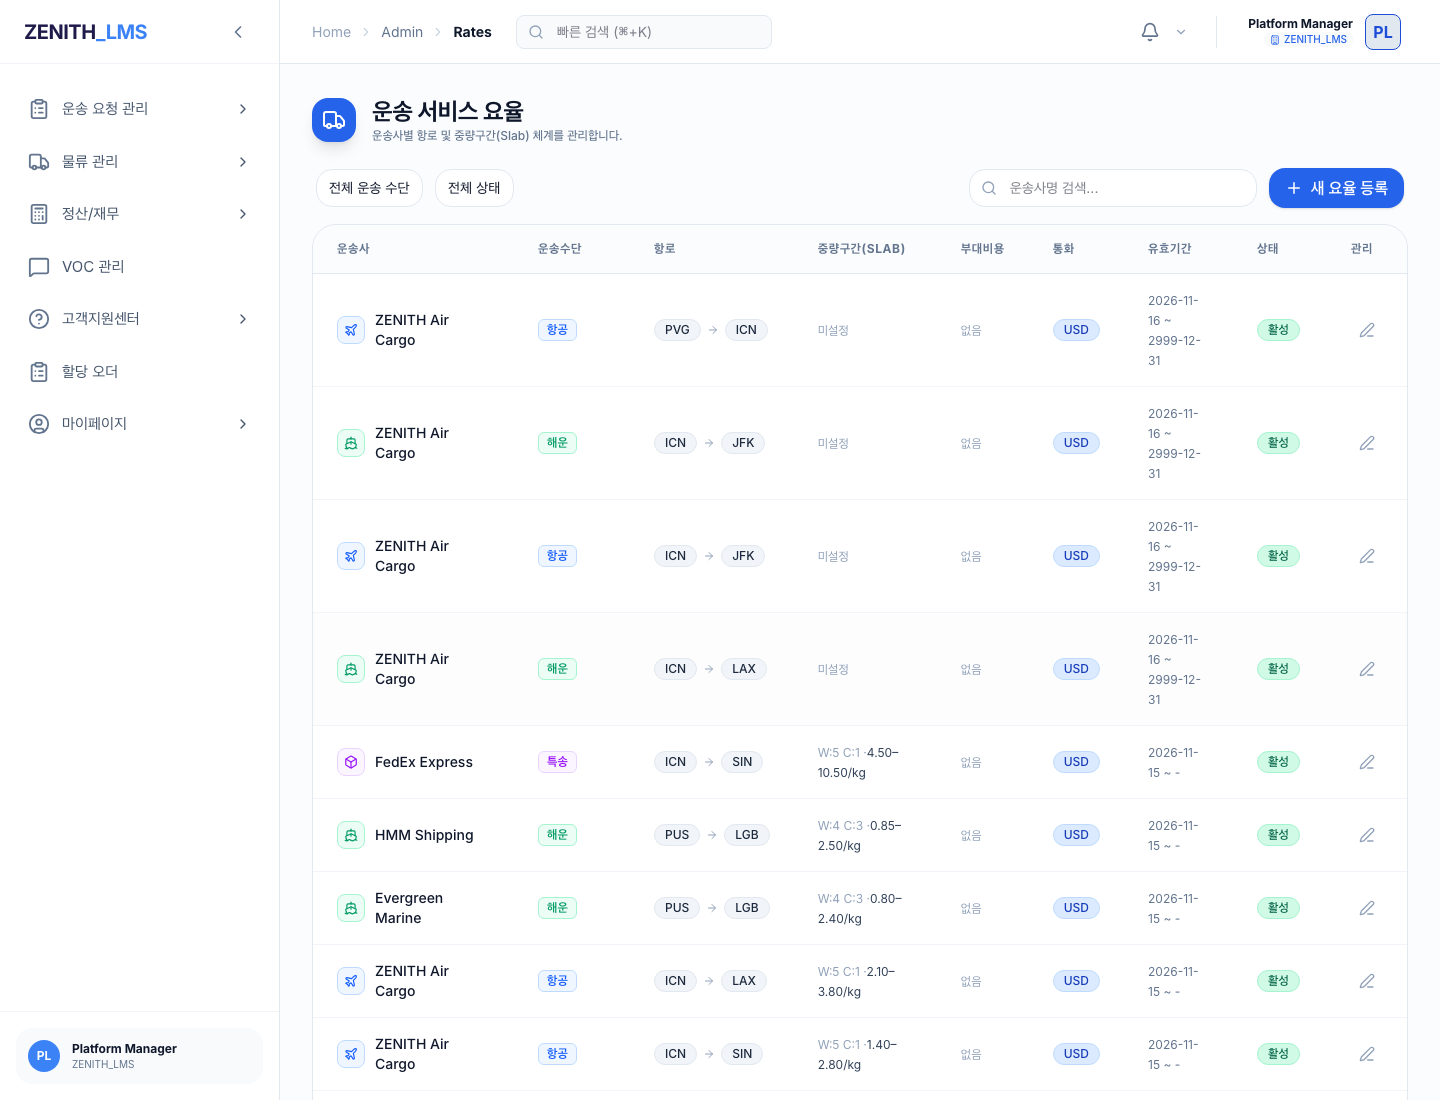 ZENITH_LMS
Home
Admin
Rates
빠른 검색 (⌘+K)
Platform Manager
ZENITH_LMS
PL
운송 요청 관리
물류 관리
정산/재무
VOC 관리
고객지원센터
할당 오더
마이페이지
PL
Platform Manager
ZENITH_LMS
운송 서비스 요율
운송사별 항로 및 중량구간(Slab) 체계를 관리합니다.
전체 운송 수단
전체 상태
운송사명 검색...
새 요율 등록
운송사 운송수단 항로 중량구간(SLAB) 부대비용 통화 유효기간 상태 관리
ZENITH Air
Cargo
항공
PVG → ICN
미설정
없음
USD
2026-11-
16 ~
2999-12-
31
활성
ZENITH Air
Cargo
해운
ICN → JFK
미설정
없음
USD
2026-11-
16 ~
2999-12-
31
활성
ZENITH Air
Cargo
항공
ICN → JFK
미설정
없음
USD
2026-11-
16 ~
2999-12-
31
활성
ZENITH Air
Cargo
해운
ICN → LAX
미설정
없음
USD
2026-11-
16 ~
2999-12-
31
활성
FedEx Express
특송
ICN → SIN
W:5 C:1 ·4.50–
10.50/kg
없음
USD
2026-11-
15 ~ -
활성
HMM Shipping
해운
PUS → LGB
W:4 C:3 ·0.85–
2.50/kg
없음
USD
2026-11-
15 ~ -
활성
Evergreen
Marine
해운
PUS → LGB
W:4 C:3 ·0.80–
2.40/kg
없음
USD
2026-11-
15 ~ -
활성
ZENITH Air
Cargo
항공
ICN → LAX
W:5 C:1 ·2.10–
3.80/kg
없음
USD
2026-11-
15 ~ -
활성
ZENITH Air
Cargo
항공
ICN → SIN
W:5 C:1 ·1.40–
2.80/kg
없음
USD
2026-11-
15 ~ -
활성